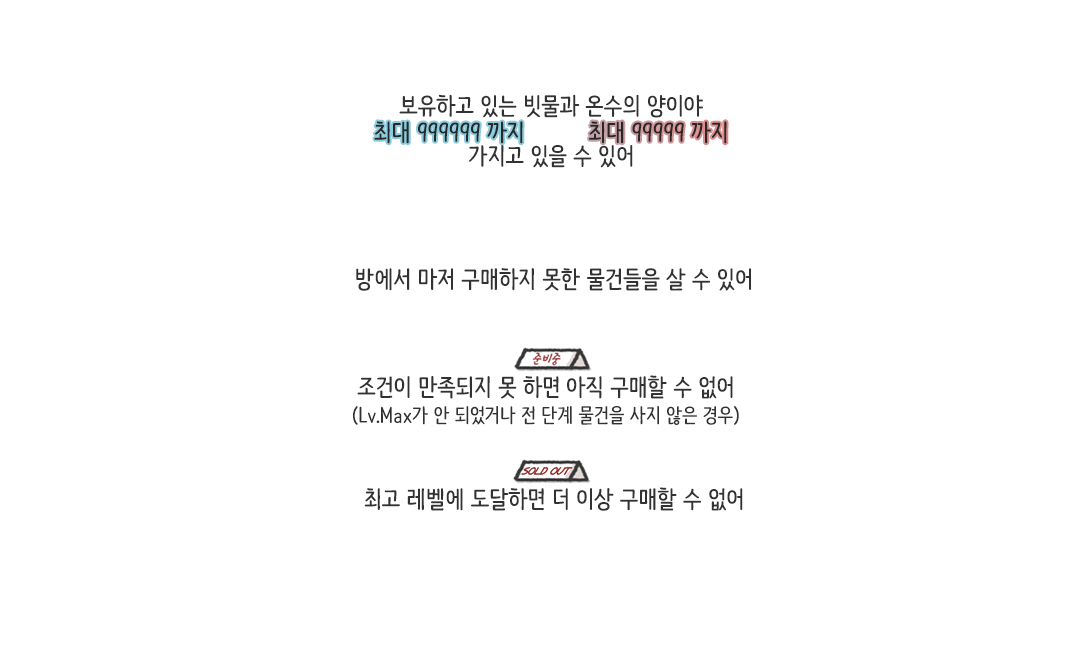 보유하고 있는 빗물과 온수의 양이야
최대 999999 까지 최대 99999 까지
가지고 있을 수 있어
방에서 마저 구매하지 못한 물건들을 살 수 있어
준비중
조건이 만족되지 못 하면 아직 구매할 수 없어
(Lv.Max가 안 되었거나 전 단계 물건을 사지 않은 경우)
SOLD OUT
최고 레벨에 도달하면 더 이상 구매할 수 없어